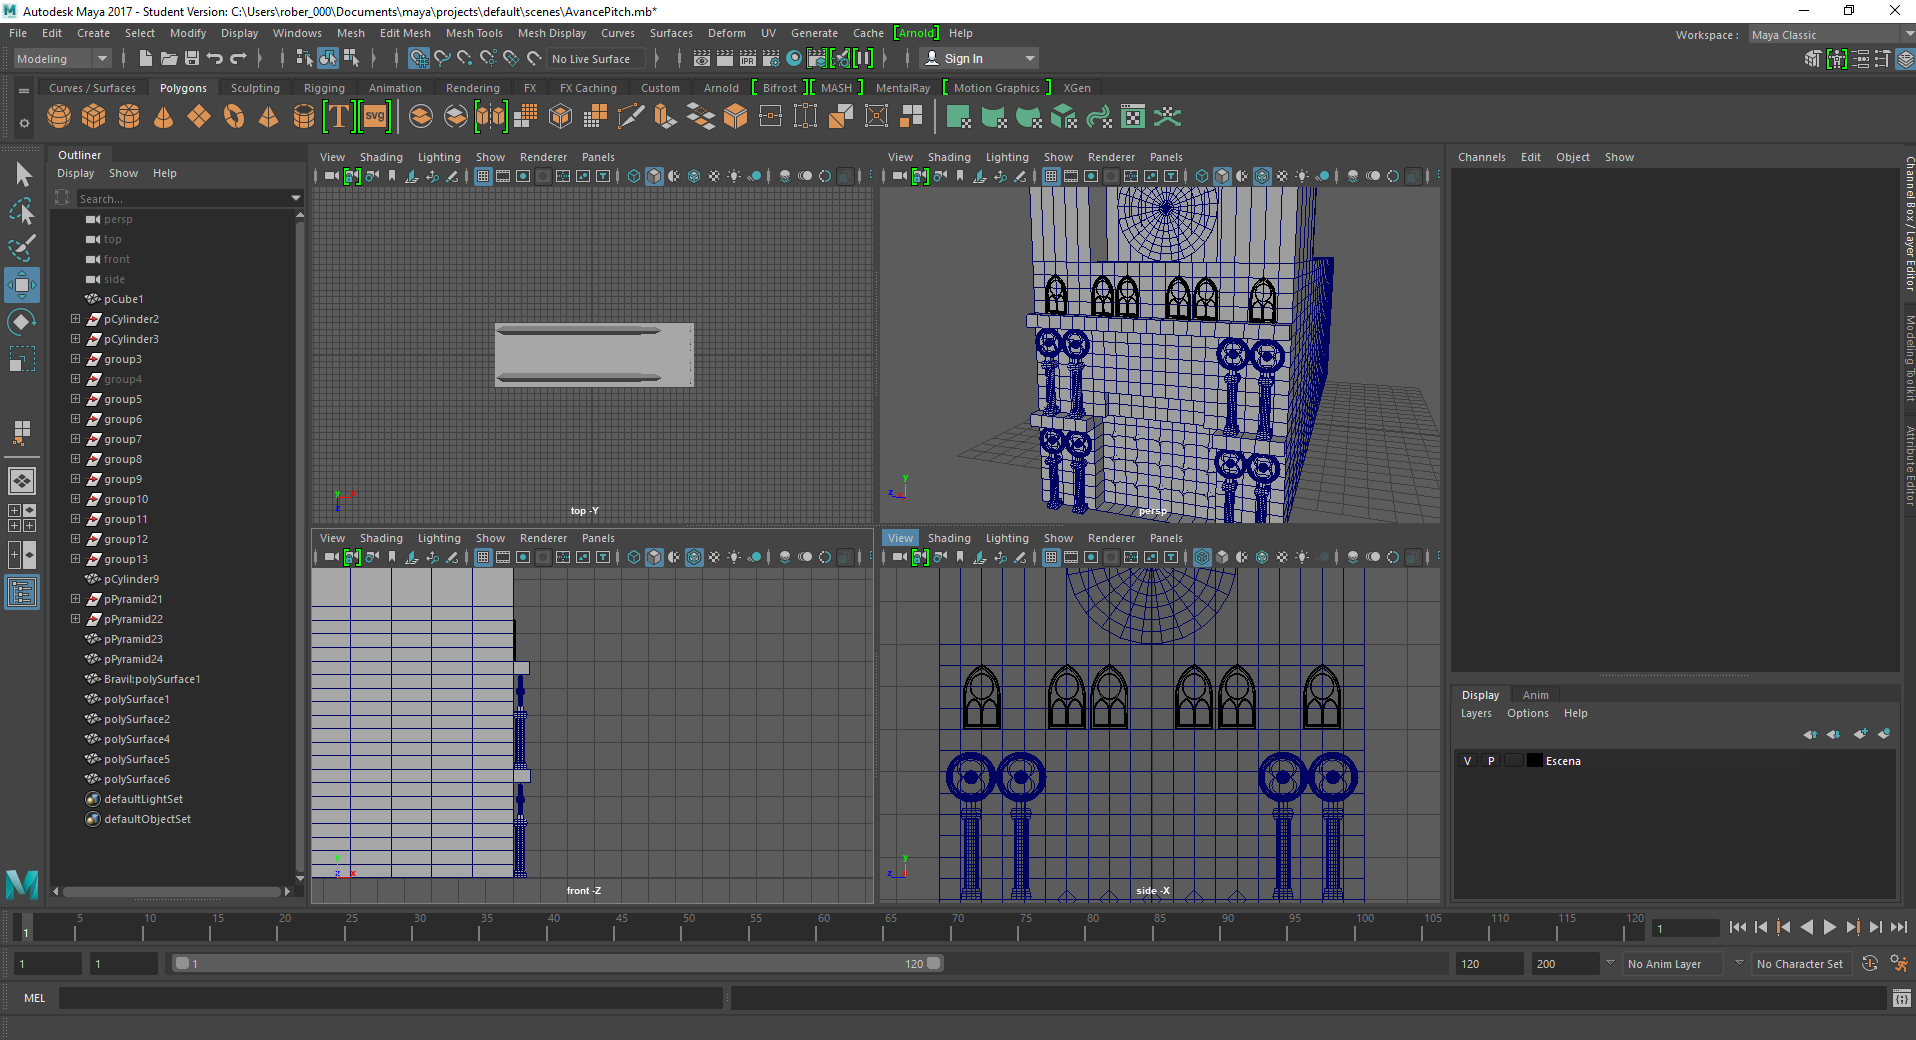 Autodesk Maya 2017 - Student Version: C:\Users\rober_000\Documents\maya\projects\default\scenes\AvancePitch.mb*
File Edit Create Select Modify Display Windows Mesh Edit Mesh Mesh Tools Mesh Display Curves Surfaces Deform UV Generate Cache [Arnold] Help
Workspace : Maya Classic
Modeling No Live Surface Sign In
IPR
Curves / Surfaces Polygons Sculpting Rigging Animation Rendering FX FX Caching Custom Arnold Bifrost MASH MentalRay Motion Graphics XGen
T svg
Outliner
Display Show Help
Search...
persp
top
front
side
pCube1
pCylinder2
pCylinder3
group3
group4
group5
group6
group7
group8
group9
group10
group11
group12
group13
pCylinder9
pPyramid21
pPyramid22
pPyramid23
pPyramid24
Bravil:polySurface1
polySurface1
polySurface2
polySurface4
polySurface5
polySurface6
defaultLightSet
defaultObjectSet
View Shading Lighting Show Renderer Panels
y x
z
top -Y
View Shading Lighting Show Renderer Panels
y
z x
persp
View Shading Lighting Show Renderer Panels
y
z x
front -Z
View Shading Lighting Show Renderer Panels
y
z
side -X
Channels Edit Object Show
Channel Box / Layer Editor
Modeling Toolkit
Attribute Editor
Display Anim
Layers Options Help
V P Escena
1 5 10 15 20 25 30 35 40 45 50 55 60 65 70 75 80 85 90 95 100 105 110 115 120
1
1 1 1 120 120 200 No Anim Layer No Character Set
MEL